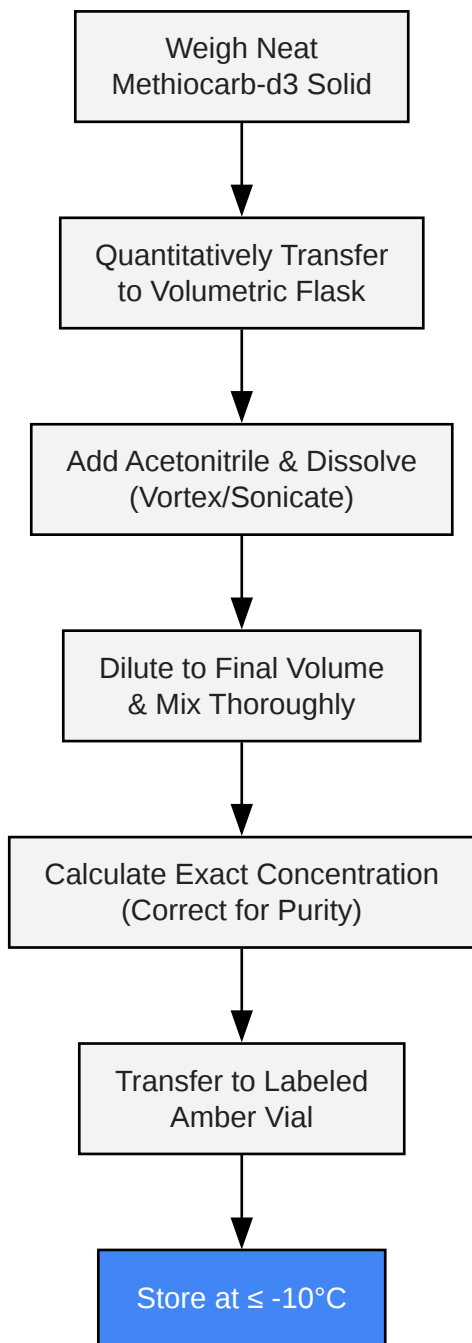 Weigh Neat
Methiocarb-d3 Solid
Quantitatively Transfer
to Volumetric Flask
Add Acetonitrile & Dissolve
(Vortex/Sonicate)
Dilute to Final Volume
& Mix Thoroughly
Calculate Exact Concentration
(Correct for Purity)
Transfer to Labeled
Amber Vial
Store at ≤ -10°C